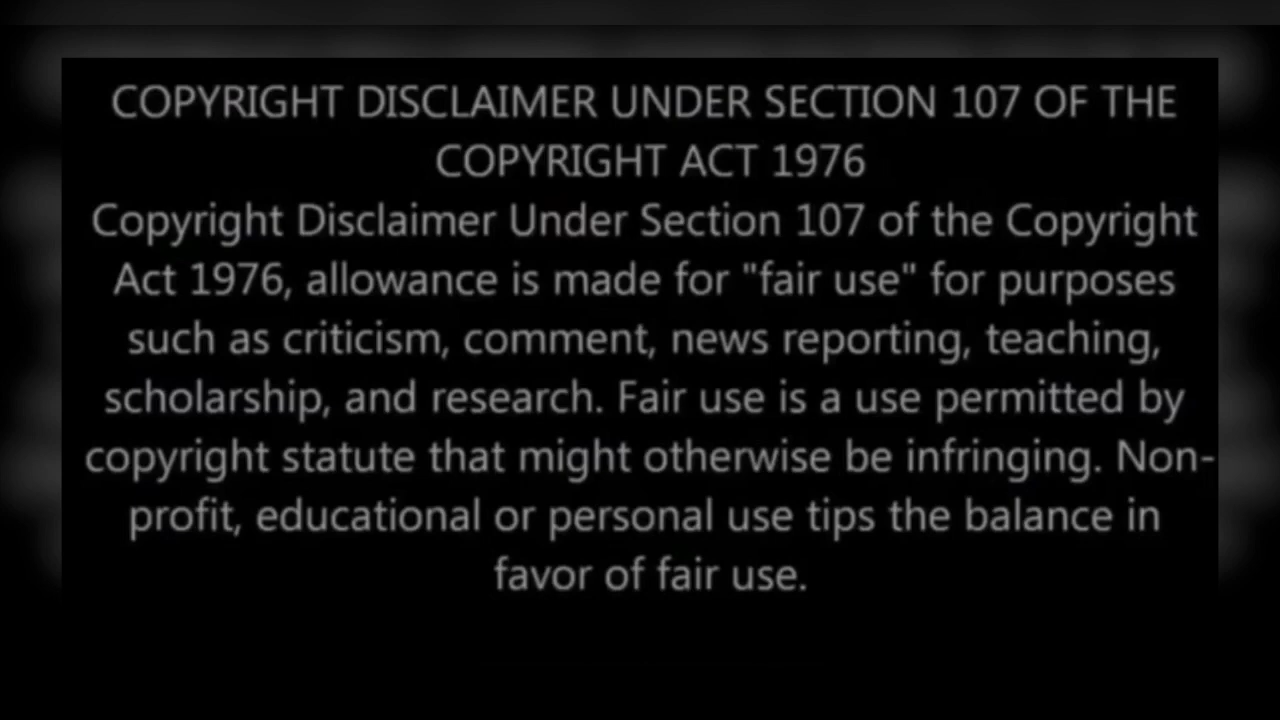 COPYRIGHT DISCLAIMER UNDER SECTION 107 OF THE
COPYRIGHT ACT 1976
Copyright Disclaimer Under Section 107 of the Copyright
Act 1976, allowance is made for "fair use" for purposes
such as criticism, comment, news reporting, teaching,
scholarship, and research. Fair use is a use permitted by
copyright statute that might otherwise be infringing. Non-
profit, educational or personal use tips the balance in
favor of fair use.